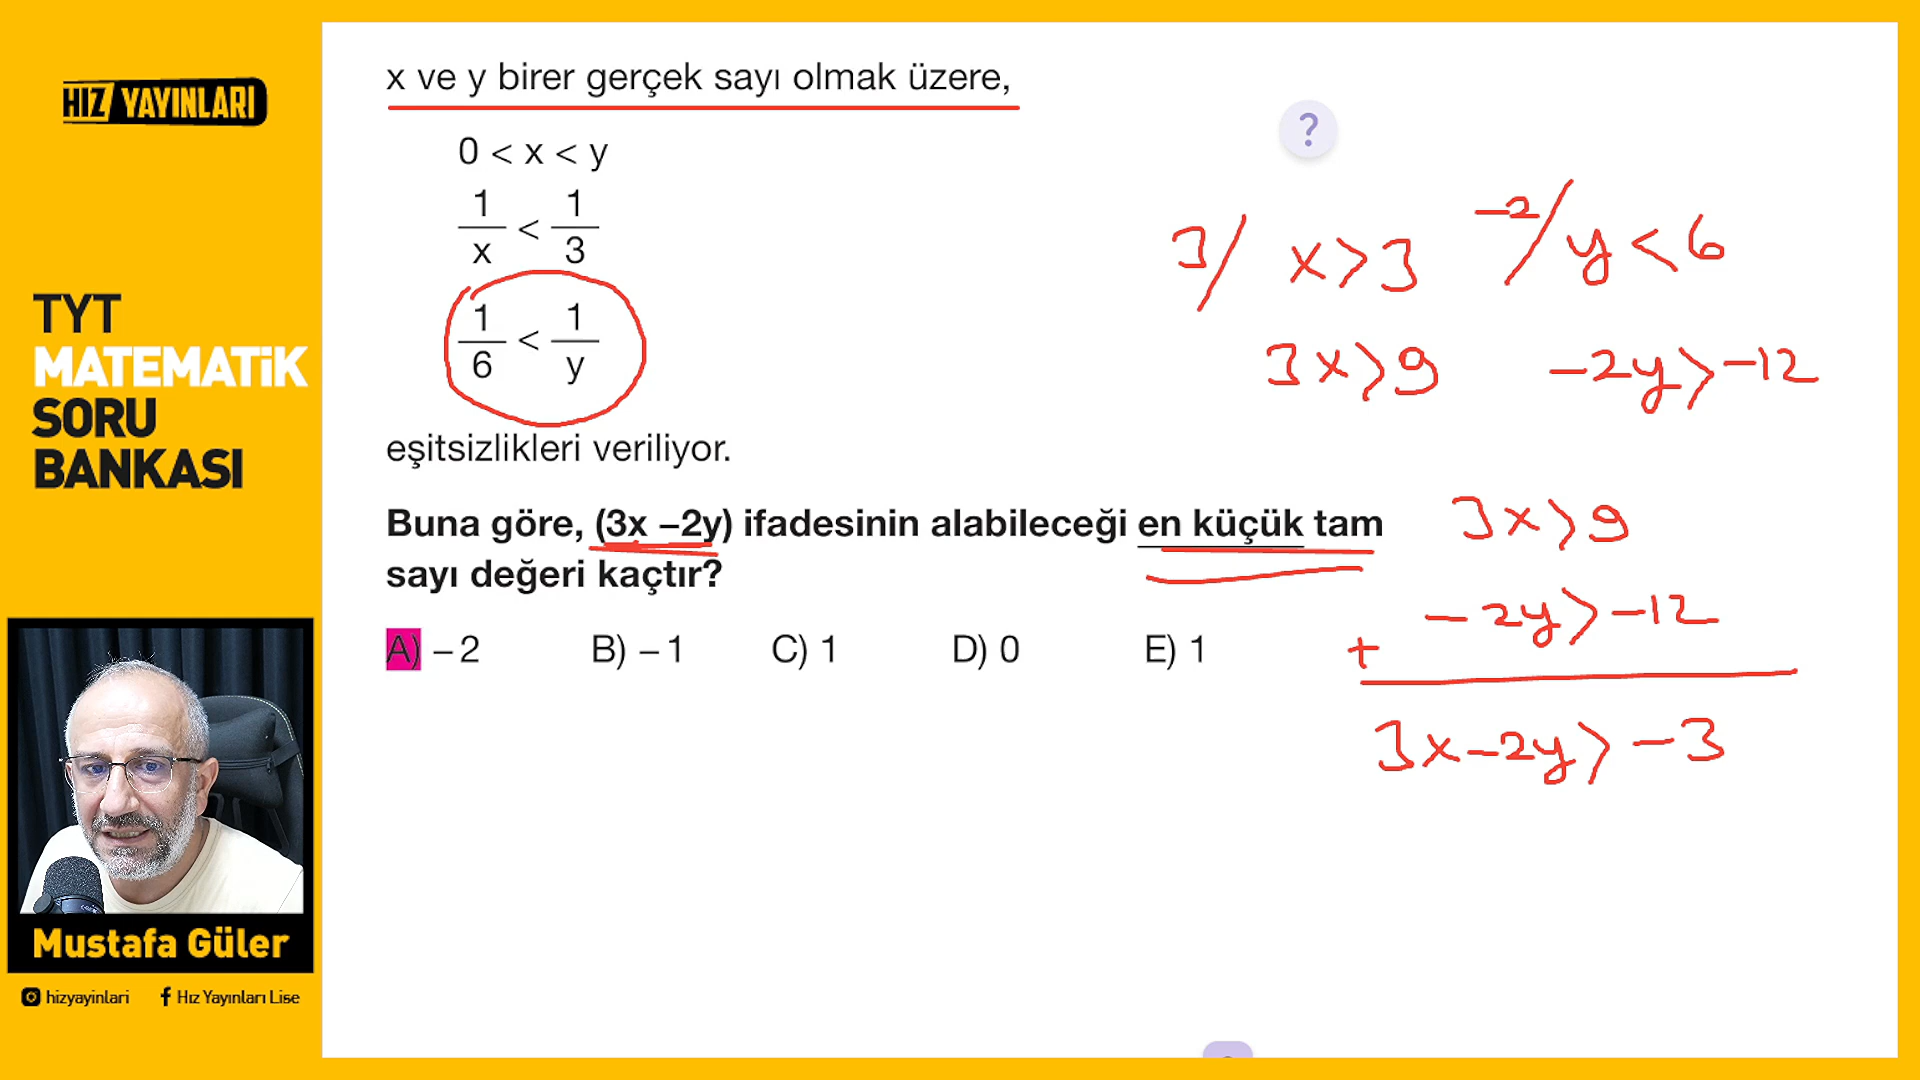 HIZ YAYINLARI
TYT
MATEMATİK
SORU
BANKASI
Mustafa Güler
hizyayinlari
Hız Yayınları Lise
x ve y birer gerçek sayı olmak üzere,
0 < x < y
1/x < 1/3
1/6 < 1/y
eşitsizlikleri veriliyor.
Buna göre, (3x –2y) ifadesinin alabileceği en küçük tam
sayı değeri kaçtır?
A) – 2 B) – 1 C) 1 D) 0 E) 1
?
3/ x>3 -2/ y<6
3x>9 -2y>-12
3x>9
-2y>-12
+
3x-2y>-3